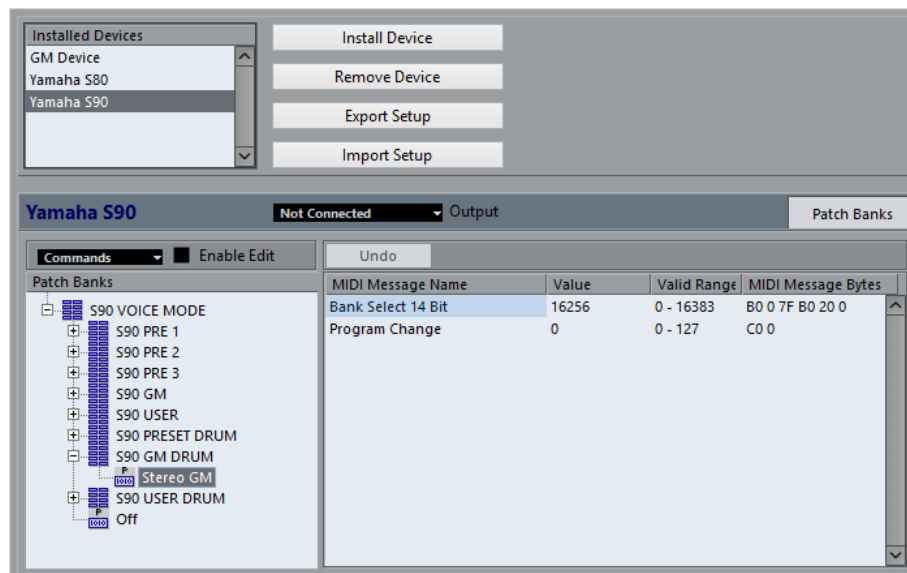 Installed Devices
GM Device
Yamaha S80
Yamaha S90
Install Device
Remove Device
Export Setup
Import Setup
Yamaha S90
Not Connected
Output
Patch Banks
Commands
Enable Edit
Undo
Patch Banks
S90 VOICE MODE
S90 PRE 1
S90 PRE 2
S90 PRE 3
S90 GM
S90 USER
S90 PRESET DRUM
S90 GM DRUM
Stereo GM
S90 USER DRUM
Off
MIDI Message Name Value Valid Range MIDI Message Bytes
Bank Select 14 Bit 16256 0 - 16383 B0 0 7F B0 20 0
Program Change 0 0 - 127 C0 0